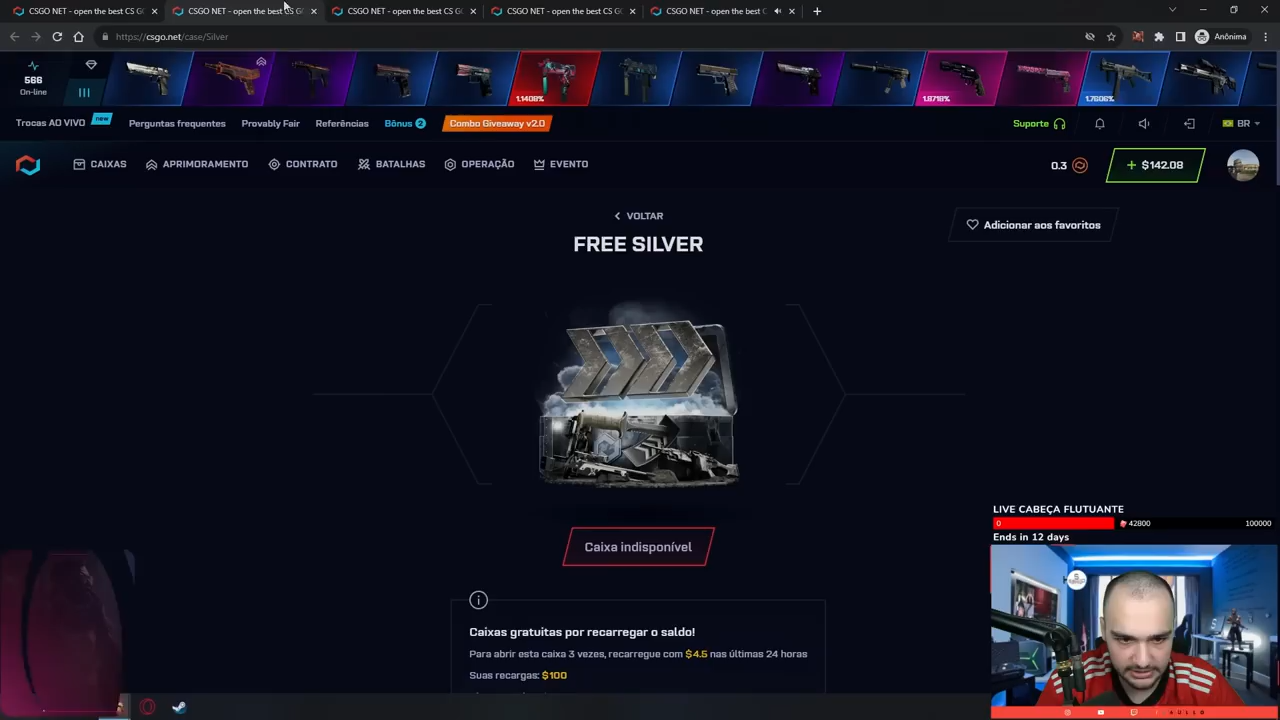 CSGO NET - open the best CS G
CSGO NET - open the best CS G
CSGO NET - open the best CS G
CSGO NET - open the best CS G
CSGO NET - open the best C
https://csgo.net/case/Silver
Anônima
566
On-line
1.1408%
1.8718%
1.7606%
Trocas AO VIVO
new
Perguntas frequentes
Provably Fair
Referências
Bônus 2
Combo Giveaway v2.0
Suporte
BR
CAIXAS
APRIMORAMENTO
CONTRATO
BATALHAS
OPERAÇÃO
EVENTO
0.3
+ $142.08
VOLTAR
FREE SILVER
Adicionar aos favoritos
Caixa indisponível
Caixas gratuitas por recarregar o saldo!
Para abrir esta caixa 3 vezes, recarregue com $4.5 nas últimas 24 horas
Suas recargas: $100
LIVE CABEÇA FLUTUANTE
0
42800
100000
Ends in 12 days